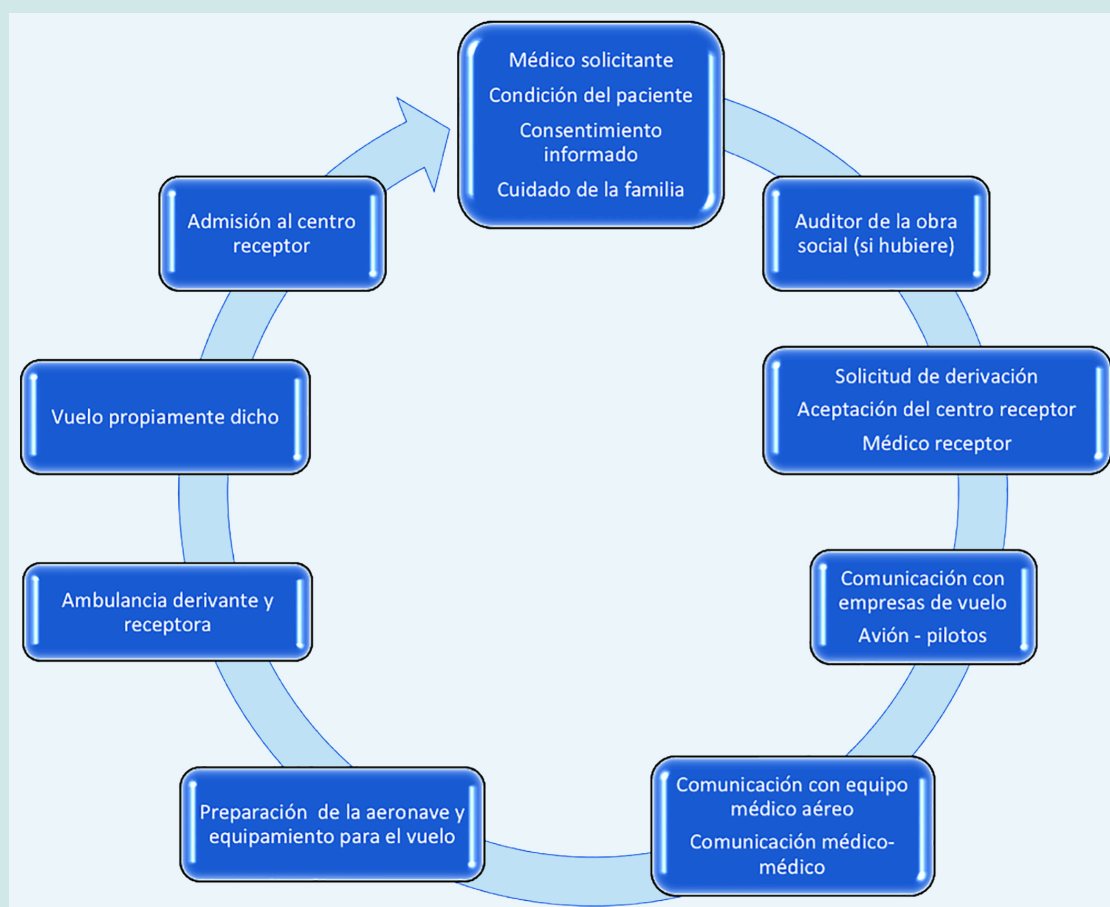 Médico solicitante
Condición del paciente
Consentimiento
informado
Cuidado de la familia
Auditor de la obra
social (si hubiere)
Solicitud de derivación
Aceptación del centro receptor
Médico receptor
Comunicación con
empresas de vuelo
Avión - pilotos
Comunicación con equipo
médico aéreo
Comunicación médico-
médico
Preparación de la aeronave y
equipamiento para el vuelo
Ambulancia derivante y
receptora
Vuelo propiamente dicho
Admisión al centro
receptor